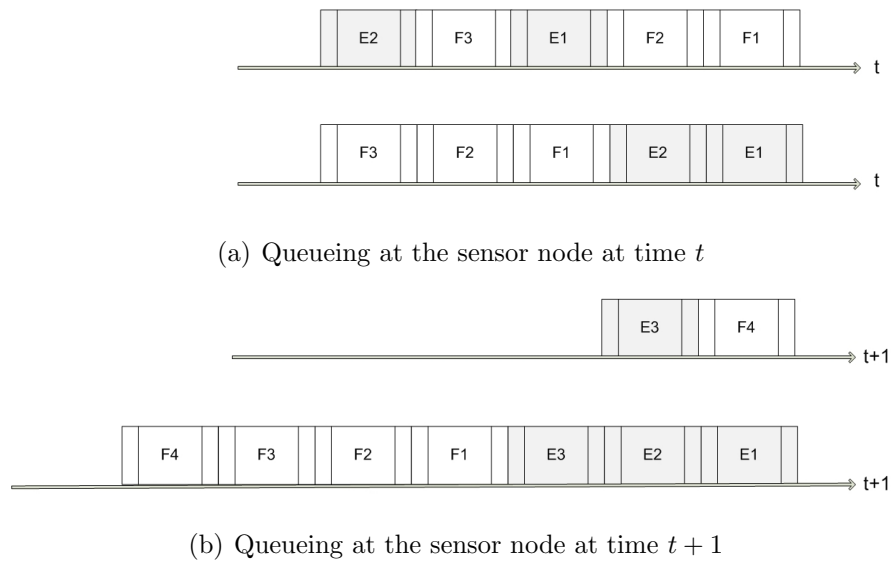 E2 F3 E1 F2 F1
t
F3 F2 F1 E2 E1
t
(a) Queueing at the sensor node at time t
E3 F4
t+1
F4 F3 F2 F1 E3 E2 E1
t+1
(b) Queueing at the sensor node at time t + 1